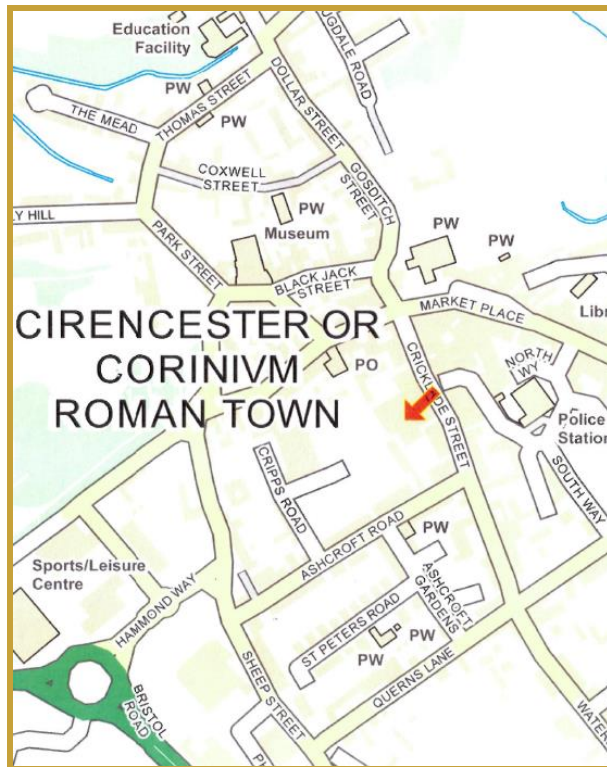 Education
Facility
UGDALE ROAD
PW
THOMAS STREET
THE MEAD
PW
DOLLAR STREET
COXWELL
STREET
GOSDITCH
STREET
LY HILL
PARK STREET
PW
Museum
PW
PW
BLACK JACK
STREET
MARKET PLACE
Libr
CIRENCESTER OR
CORINIVM
ROMAN TOWN
PO
CRICKLADE STREET
NORTH
WY
Police
Station
SOUTH WAY
CRIPPS ROAD
ASHCROFT ROAD
PW
ASHCROFT
GARDENS
Sports/Leisure
Centre
HAMMOND WAY
ST PETERS ROAD
PW
PW
QUERNS LANE
SHEEP STREET
BRISTOL
ROAD
WATER